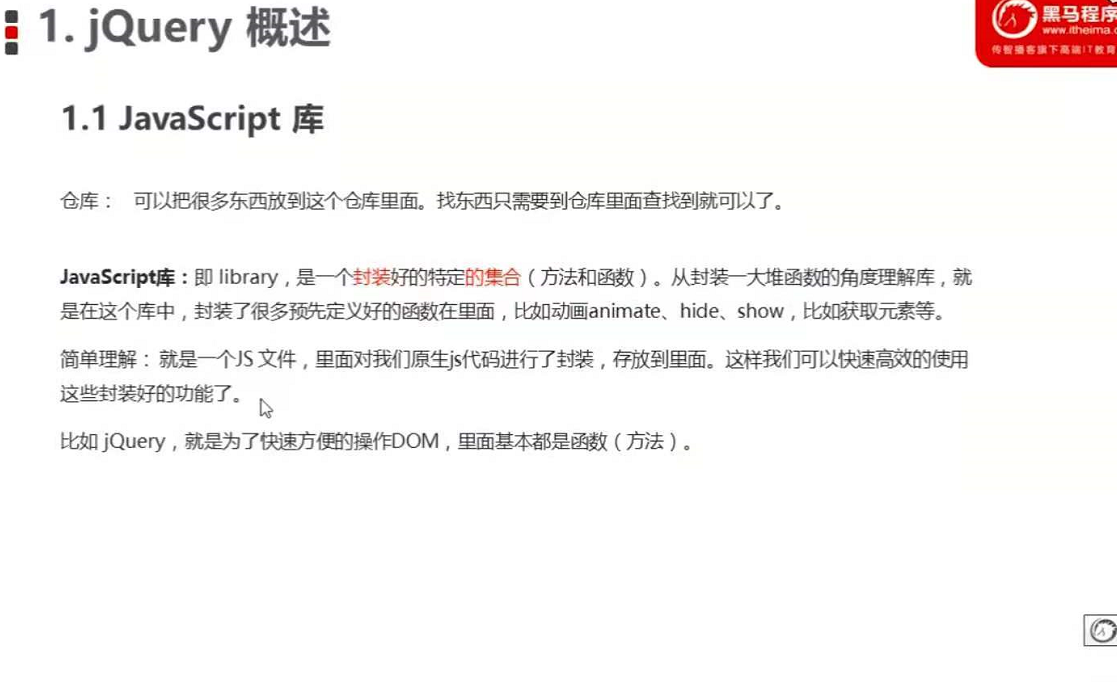 1. jQuery 概述
黑马程序
www.itheima.c
传智播客旗下高端IT教育
1.1 JavaScript 库
仓库： 可以把很多东西放到这个仓库里面。找东西只需要到仓库里面查找到就可以了。
JavaScript库：即 library，是一个封装好的特定的集合（方法和函数）。从封装一大堆函数的角度理解库，就
是在这个库中，封装了很多预先定义好的函数在里面，比如动画animate、hide、show，比如获取元素等。
简单理解： 就是一个JS 文件，里面对我们原生js代码进行了封装，存放到里面。这样我们可以快速高效的使用
这些封装好的功能了。
比如 jQuery，就是为了快速方便的操作DOM，里面基本都是函数（方法）。